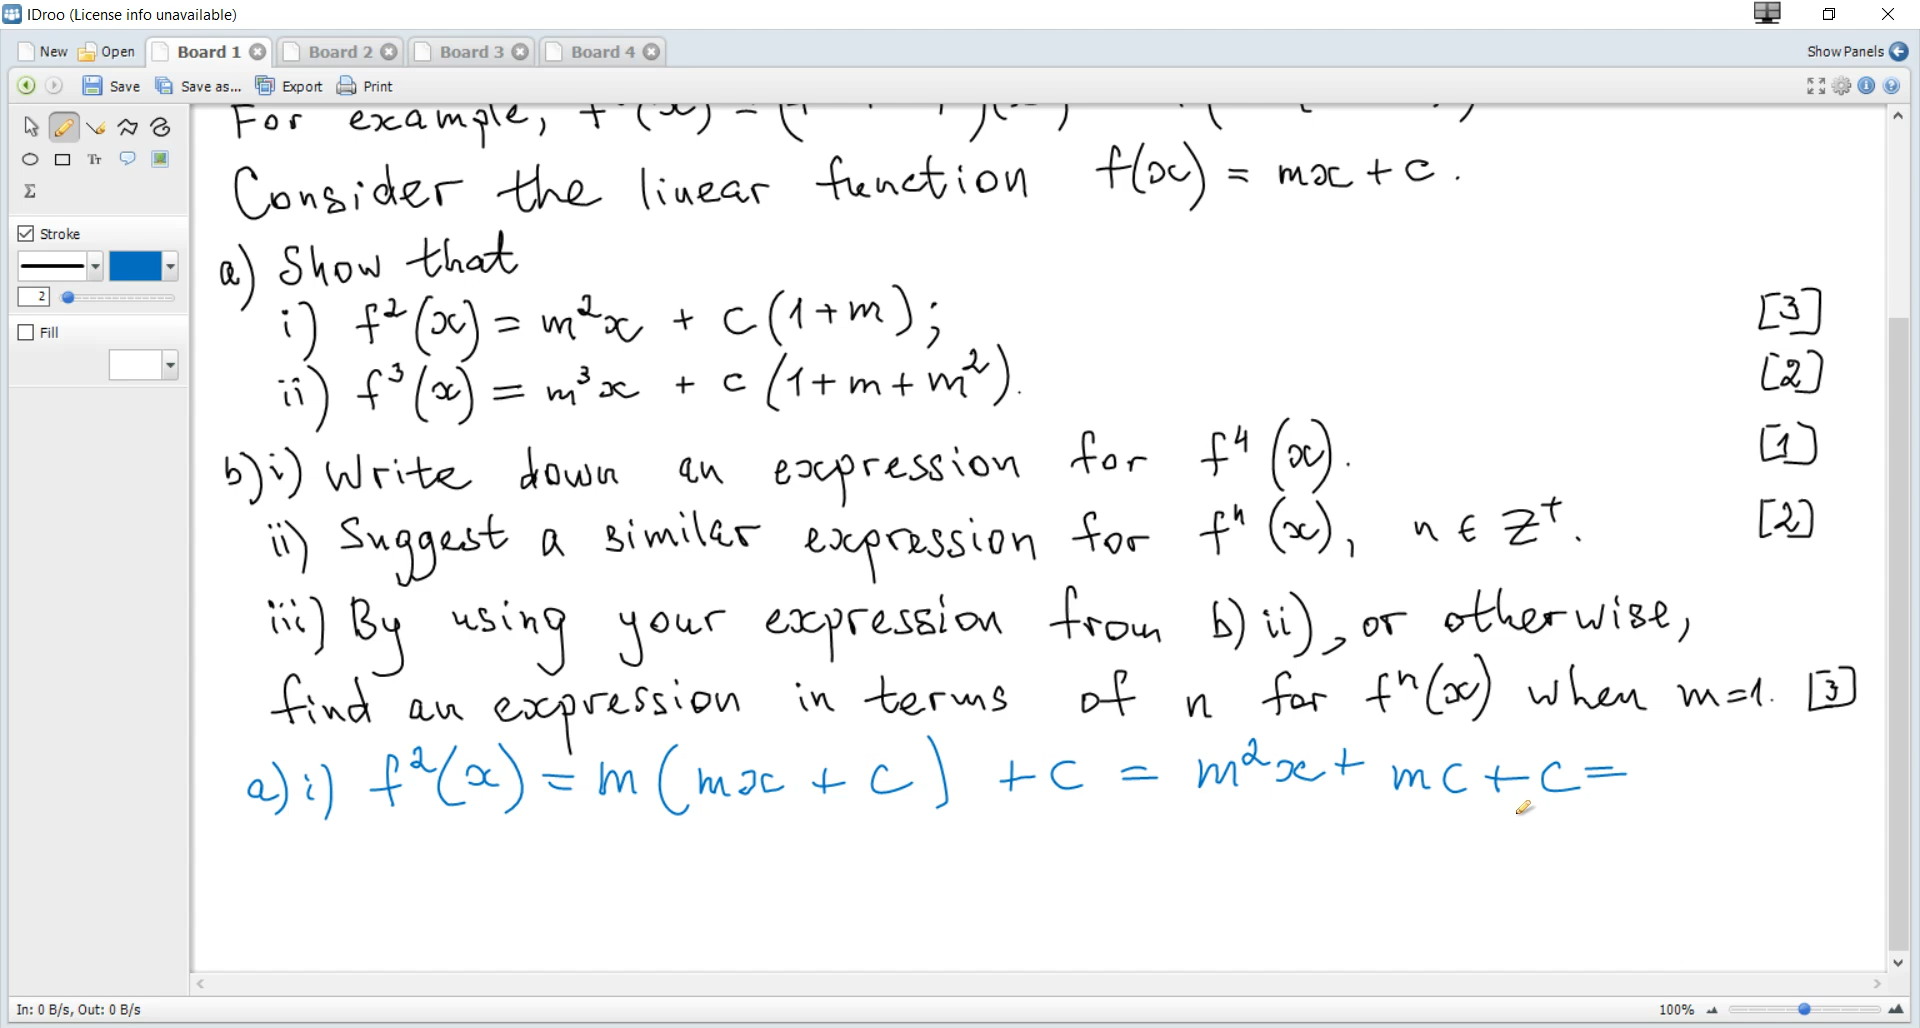 IDroo (License info unavailable)
New Open Board 1 Board 2 Board 3 Board 4 Show Panels
Save Save as... Export Print
For example,
Consider the linear function f(x) = mx + c.
Tr
Σ
Stroke
2
Fill
a) Show that
i) f²(x) = m²x + c(1+m); [3]
ii) f³(x) = m³x + c(1+m+m²). [2]
b) i) Write down an expression for f⁴(x). [1]
ii) Suggest a similar expression for fⁿ(x), n ∈ Z⁺. [2]
iii) By using your expression from b) ii), or otherwise,
find an expression in terms of n for fⁿ(x) when m=1. [3]
a) i) f²(x) = m(mx + c) + c = m²x + mc + c =
In: 0 B/s, Out: 0 B/s 100%